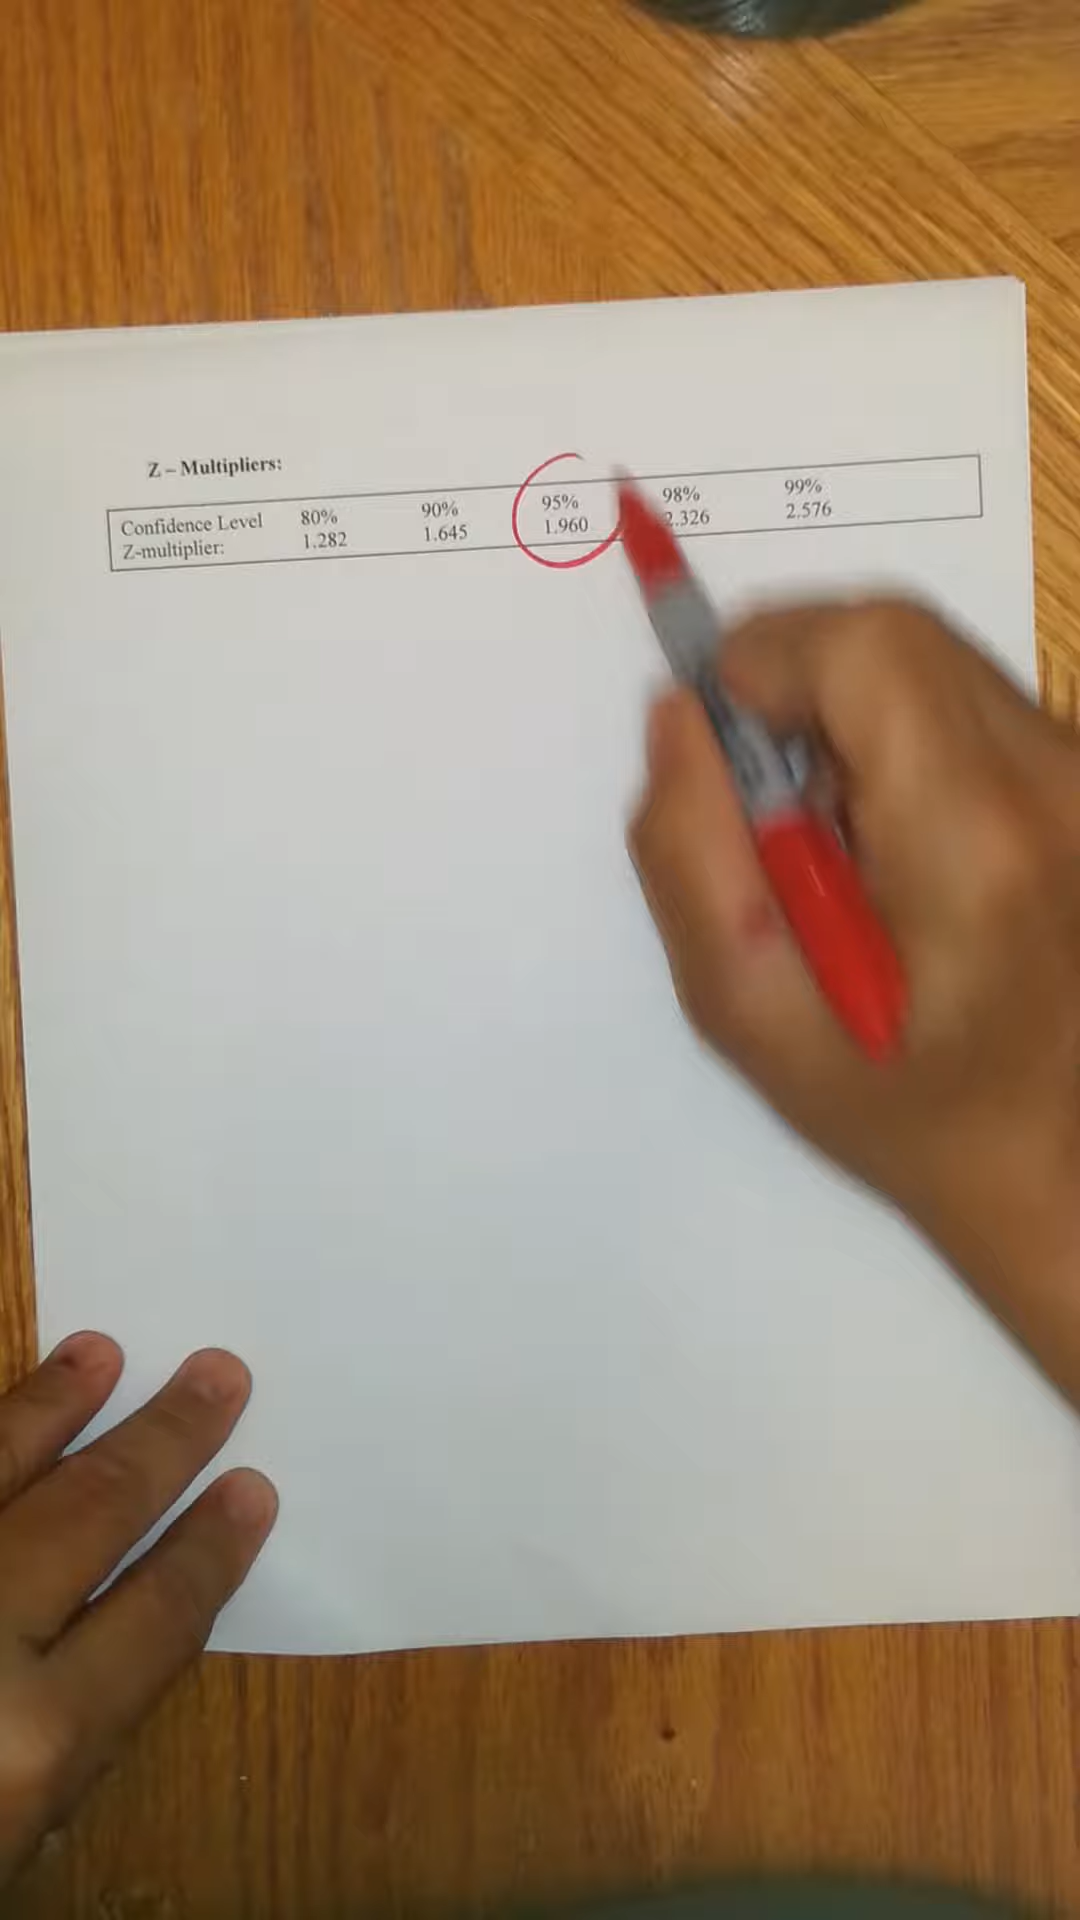 Z – Multipliers:
Confidence Level 80% 90% 95% 98% 99%
Z-multiplier: 1.282 1.645 1.960 2.326 2.576